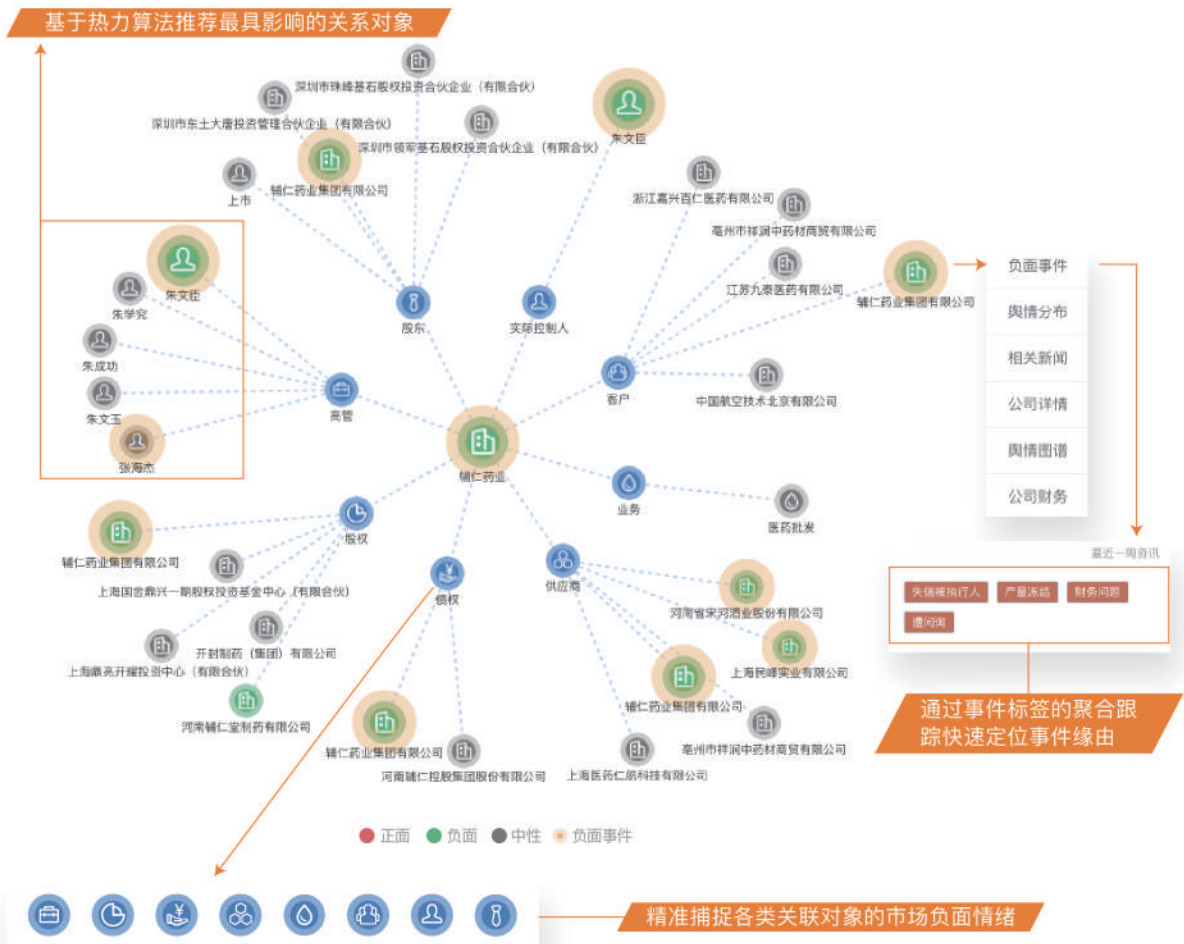 基于热力算法推荐最具影响的关系对象
深圳市珠峰基石股权投资合伙企业（有限合伙）
深圳市东土大唐投资管理合伙企业（有限合伙）
朱文臣
深圳市领军基石股权投资合伙企业（有限合伙）
辅仁药业集团有限公司
上市
浙江嘉兴百仁医药有限公司
亳州市祥润中药材商贸有限公司
江苏九泰医药有限公司
辅仁药业集团有限公司
负面事件
舆情分布
相关新闻
公司详情
舆情图谱
公司财务
朱文臣
朱学究
朱成功
朱文玉
张海杰
股东
实际控制人
客户
高管
中国航空技术北京有限公司
辅仁药业
业务
医药批发
股权
辅仁药业集团有限公司
上海国金鼎兴一期股权投资基金中心（有限合伙）
债权
供应商
最近一周资讯
失信被执行人
产量冻结
财务问题
遭问询
河南省宋河酒业股份有限公司
开封制药（集团）有限公司
上海鼎亮开耀投资中心（有限合伙）
上海民峰实业有限公司
河南辅仁堂制药有限公司
辅仁药业集团有限公司
辅仁药业集团有限公司
亳州市祥润中药材商贸有限公司
河南辅仁控股集团股份有限公司
上海医药仁航科技有限公司
通过事件标签的聚合跟
踪快速定位事件缘由
正面 负面 中性 负面事件
精准捕捉各类关联对象的市场负面情绪